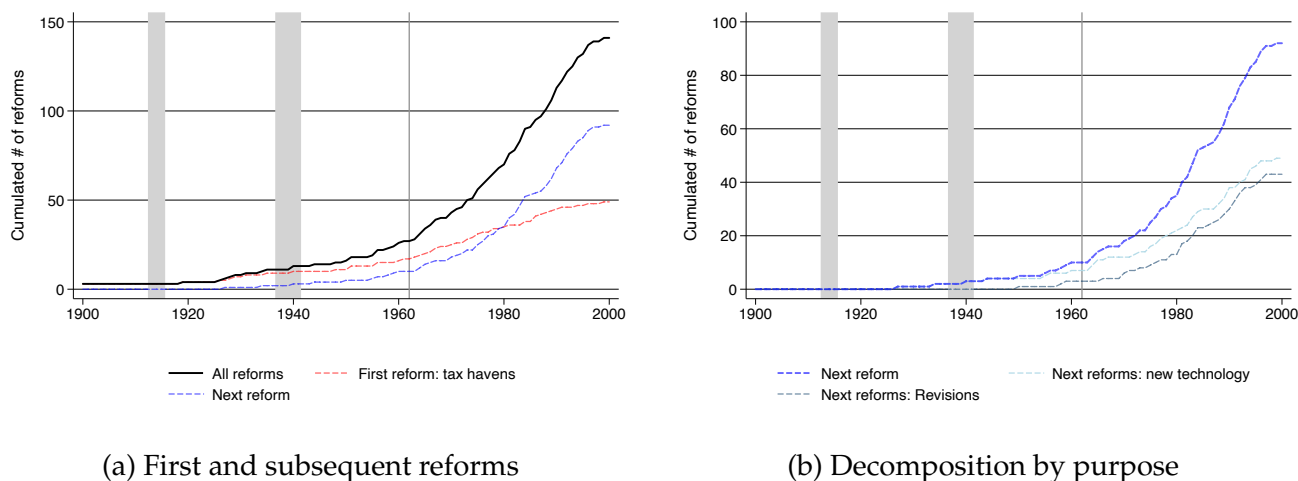 Cumulated # of reforms
150
100
50
0
1900
1920
1940
1960
1980
2000
All reforms
First reform: tax havens
Next reform
(a) First and subsequent reforms
Cumulated # of reforms
100
80
60
40
20
0
1900
1920
1940
1960
1980
2000
Next reform
Next reforms: new technology
Next reforms: Revisions
(b) Decomposition by purpose